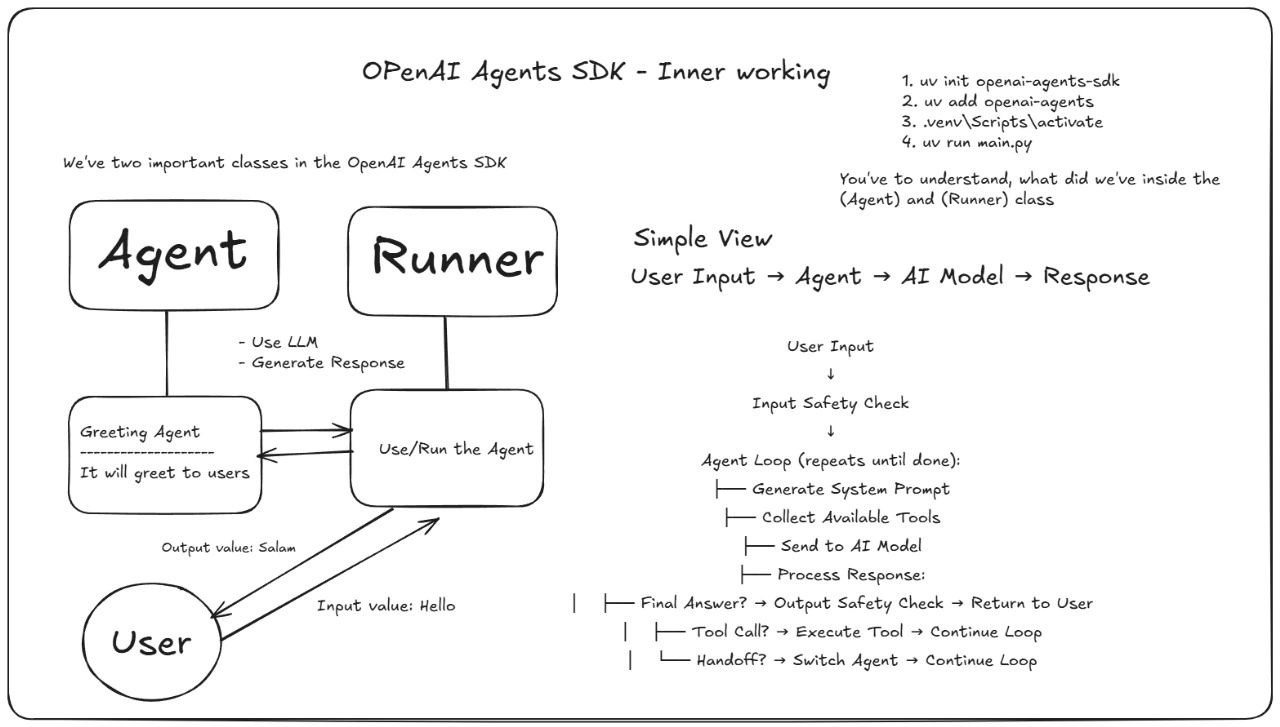 OPenAI Agents SDK - Inner working
1. uv init openai-agents-sdk
2. uv add openai-agents
3. .venv\Scripts\activate
4. uv run main.py
You've to understand, what did we've inside the
(Agent) and (Runner) class
We've two important classes in the OpenAI Agents SDK
Agent
Runner
- Use LLM
- Generate Response
Greeting Agent
--------------------
It will greet to users
Use/Run the Agent
Output value: Salam
Input value: Hello
User
Simple View
User Input → Agent → AI Model → Response
User Input
↓
Input Safety Check
↓
Agent Loop (repeats until done):
├── Generate System Prompt
├── Collect Available Tools
├── Send to AI Model
├── Process Response:
│ ├── Final Answer? → Output Safety Check → Return to User
│ ├── Tool Call? → Execute Tool → Continue Loop
│ └── Handoff? → Switch Agent → Continue Loop